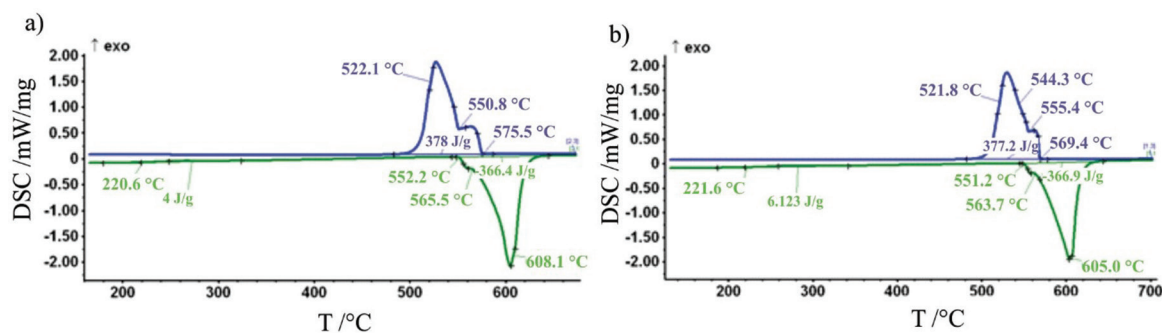 a)
↑ exo
DSC /mW/mg
2.00
1.50
1.00
0.50
0
-0.50
-1.00
-1.50
-2.00
522.1 °C
550.8 °C
575.5 °C
378 J/g
220.6 °C
4 J/g
552.2 °C
-366.4 J/g
565.5 °C
608.1 °C
200 300 400 500 600
T /°C
b)
↑ exo
DSC /mW/mg
2.00
1.50
1.00
0.50
0
-0.50
-1.00
-1.50
-2.00
521.8 °C
544.3 °C
555.4 °C
569.4 °C
377.2 J/g
221.6 °C
6.123 J/g
551.2 °C
-366.9 J/g
563.7 °C
605.0 °C
200 300 400 500 600 700
T /°C